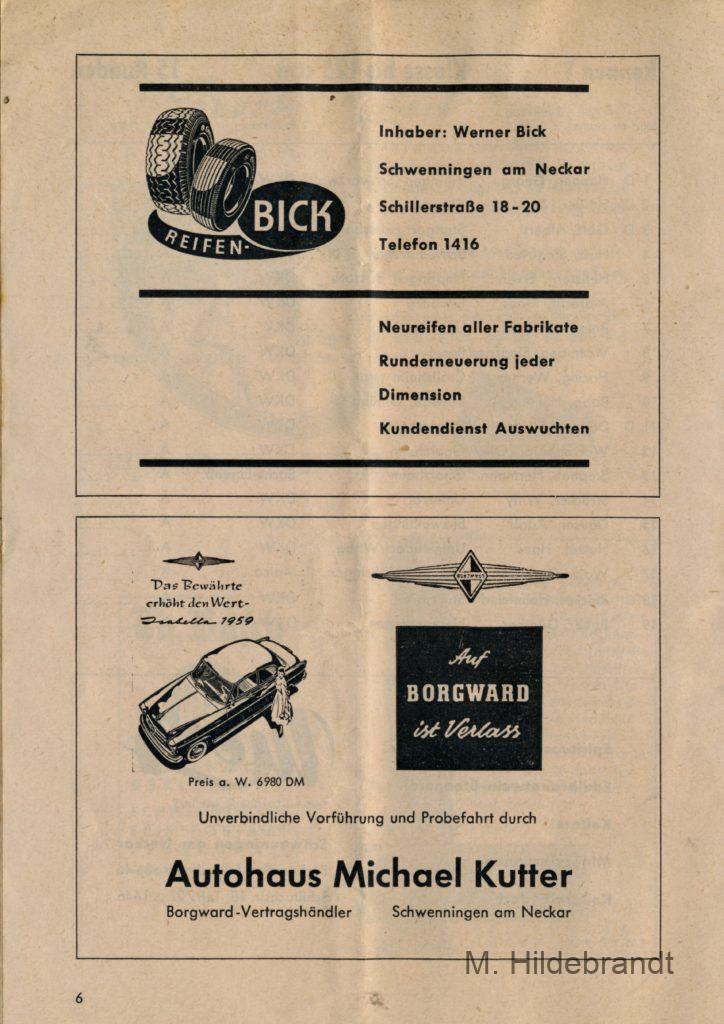 BICK
REIFEN-
Inhaber: Werner Bick
Schwenningen am Neckar
Schillerstraße 18-20
Telefon 1416
Neureifen aller Fabrikate
Runderneuerung jeder
Dimension
Kundendienst Auswuchten
Das Bewährte
erhöht den Wert-
Isabella 1959
Preis a. W. 6980 DM
BORGWARD
Auf
BORGWARD
ist Verlass
Unverbindliche Vorführung und Probefahrt durch
Autohaus Michael Kutter
Borgward-Vertragshändler Schwenningen am Neckar
M. Hildebrandt
6